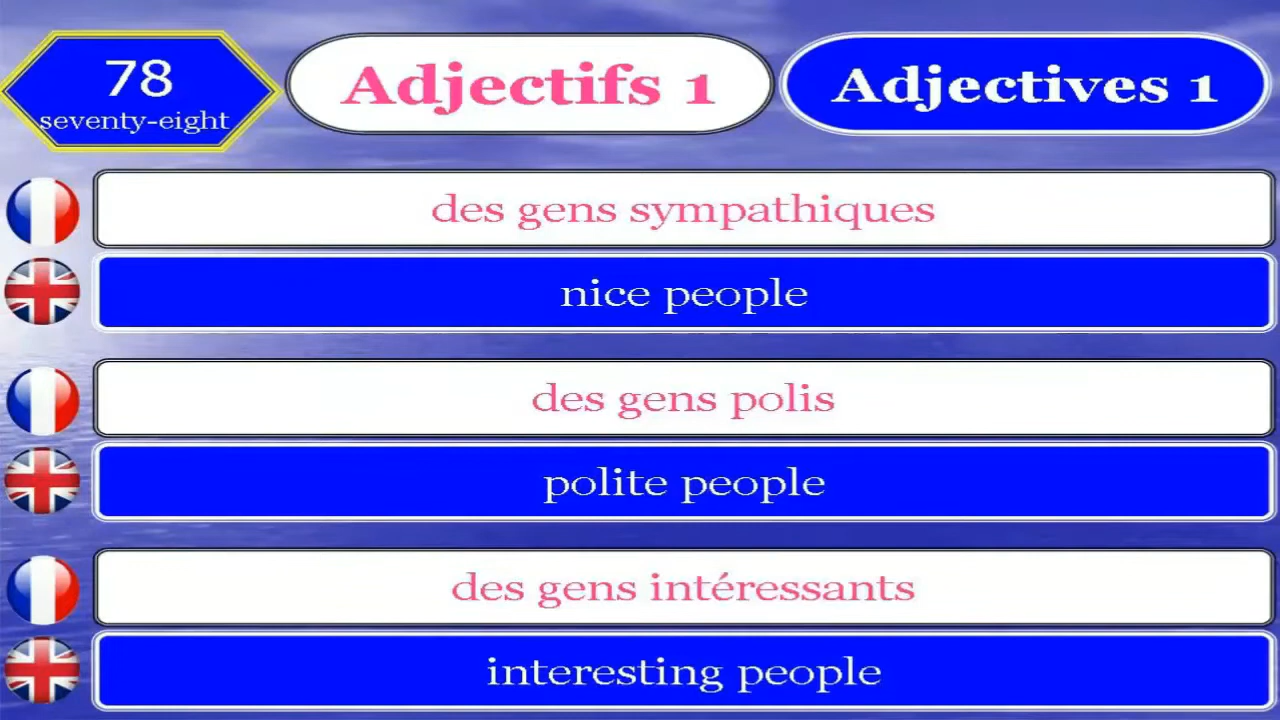 78
seventy-eight
Adjectifs 1
Adjectives 1
des gens sympathiques
nice people
des gens polis
polite people
des gens intéressants
interesting people